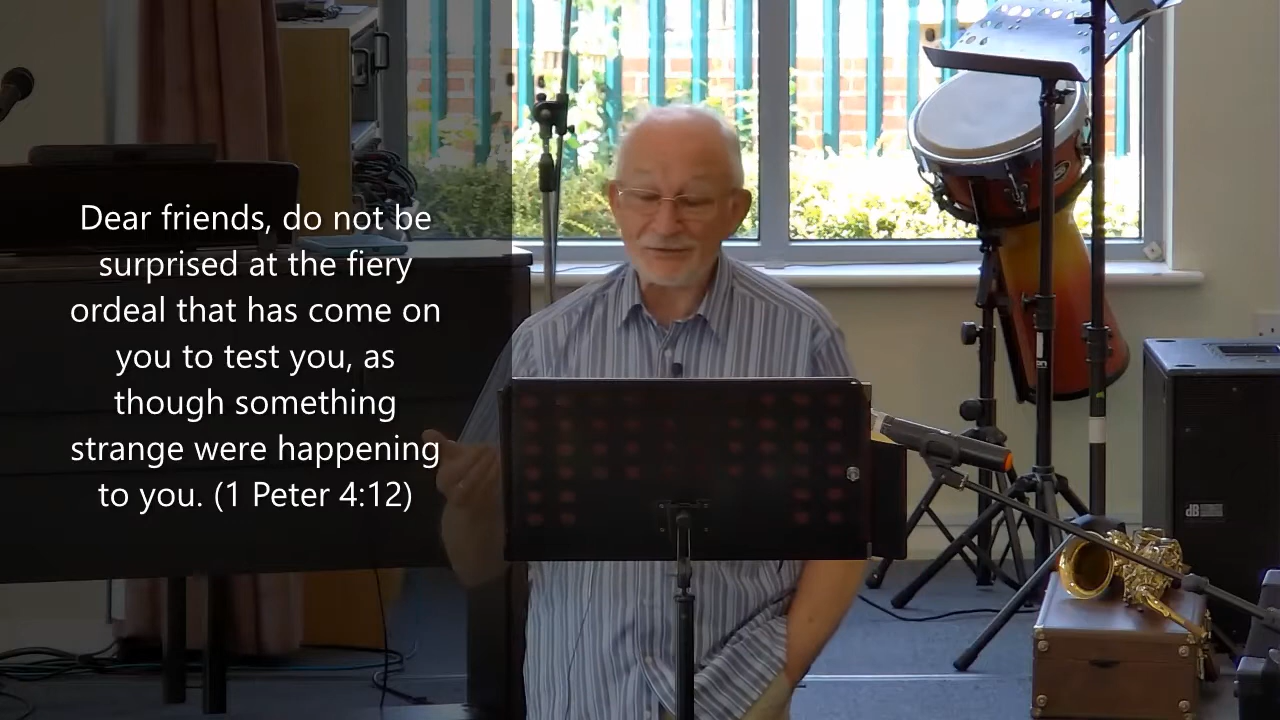 Dear friends, do not be
surprised at the fiery
ordeal that has come on
you to test you, as
though something
strange were happening
to you. (1 Peter 4:12)
dB